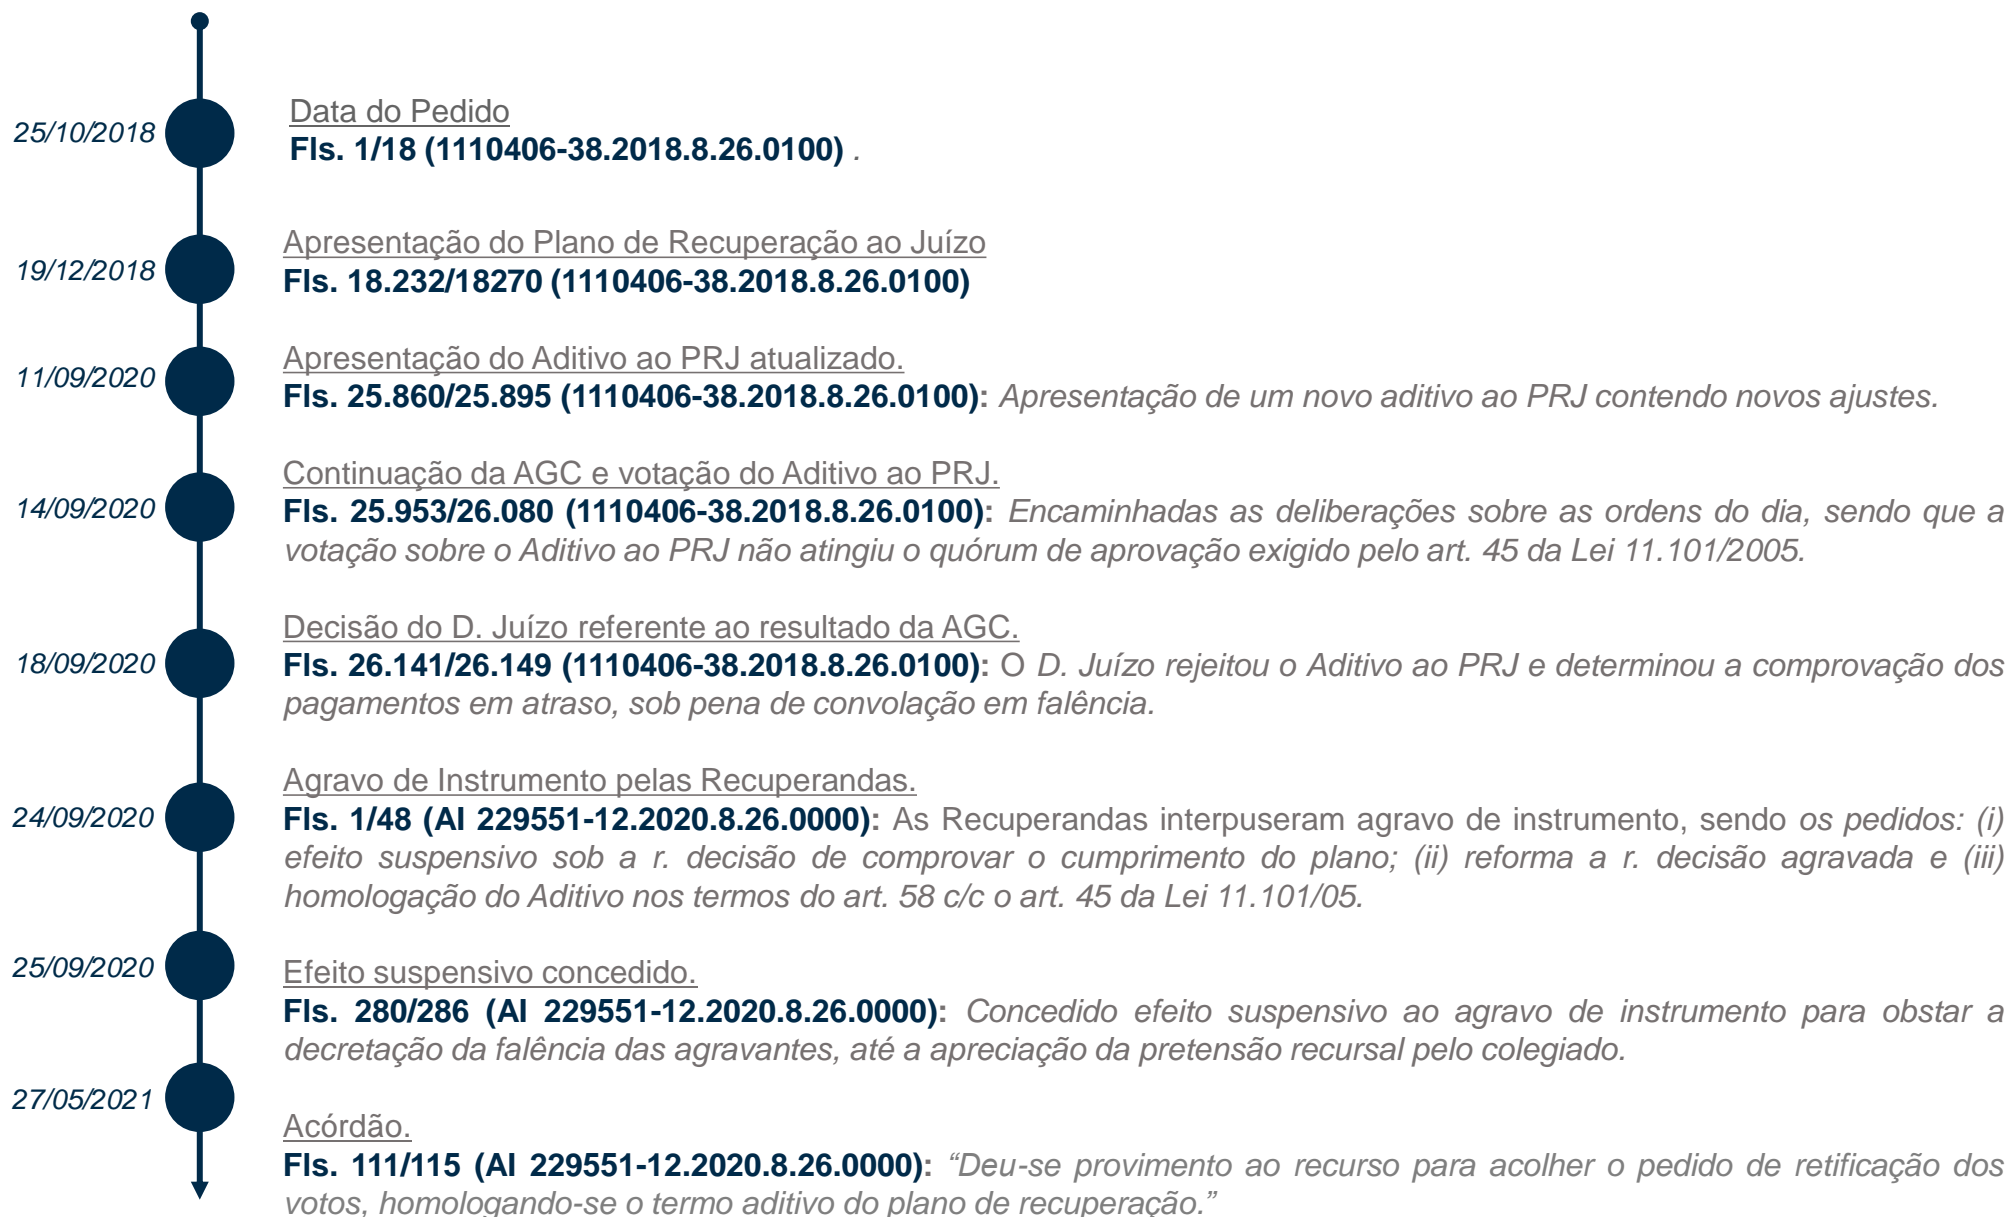 25/10/2018
Data do Pedido
Fls. 1/18 (1110406-38.2018.8.26.0100) .
19/12/2018
Apresentação do Plano de Recuperação ao Juízo
Fls. 18.232/18270 (1110406-38.2018.8.26.0100)
11/09/2020
Apresentação do Aditivo ao PRJ atualizado.
Fls. 25.860/25.895 (1110406-38.2018.8.26.0100): Apresentação de um novo aditivo ao PRJ contendo novos ajustes.
14/09/2020
Continuação da AGC e votação do Aditivo ao PRJ.
Fls. 25.953/26.080 (1110406-38.2018.8.26.0100): Encaminhadas as deliberações sobre as ordens do dia, sendo que a
votação sobre o Aditivo ao PRJ não atingiu o quórum de aprovação exigido pelo art. 45 da Lei 11.101/2005.
18/09/2020
Decisão do D. Juízo referente ao resultado da AGC.
Fls. 26.141/26.149 (1110406-38.2018.8.26.0100): O D. Juízo rejeitou o Aditivo ao PRJ e determinou a comprovação dos
pagamentos em atraso, sob pena de convolação em falência.
24/09/2020
Agravo de Instrumento pelas Recuperandas.
Fls. 1/48 (AI 229551-12.2020.8.26.0000): As Recuperandas interpuseram agravo de instrumento, sendo os pedidos: (i)
efeito suspensivo sob a r. decisão de comprovar o cumprimento do plano; (ii) reforma a r. decisão agravada e (iii)
homologação do Aditivo nos termos do art. 58 c/c o art. 45 da Lei 11.101/05.
25/09/2020
Efeito suspensivo concedido.
Fls. 280/286 (AI 229551-12.2020.8.26.0000): Concedido efeito suspensivo ao agravo de instrumento para obstar a
decretação da falência das agravantes, até a apreciação da pretensão recursal pelo colegiado.
27/05/2021
Acórdão.
Fls. 111/115 (AI 229551-12.2020.8.26.0000): “Deu-se provimento ao recurso para acolher o pedido de retificação dos
votos, homologando-se o termo aditivo do plano de recuperação.”